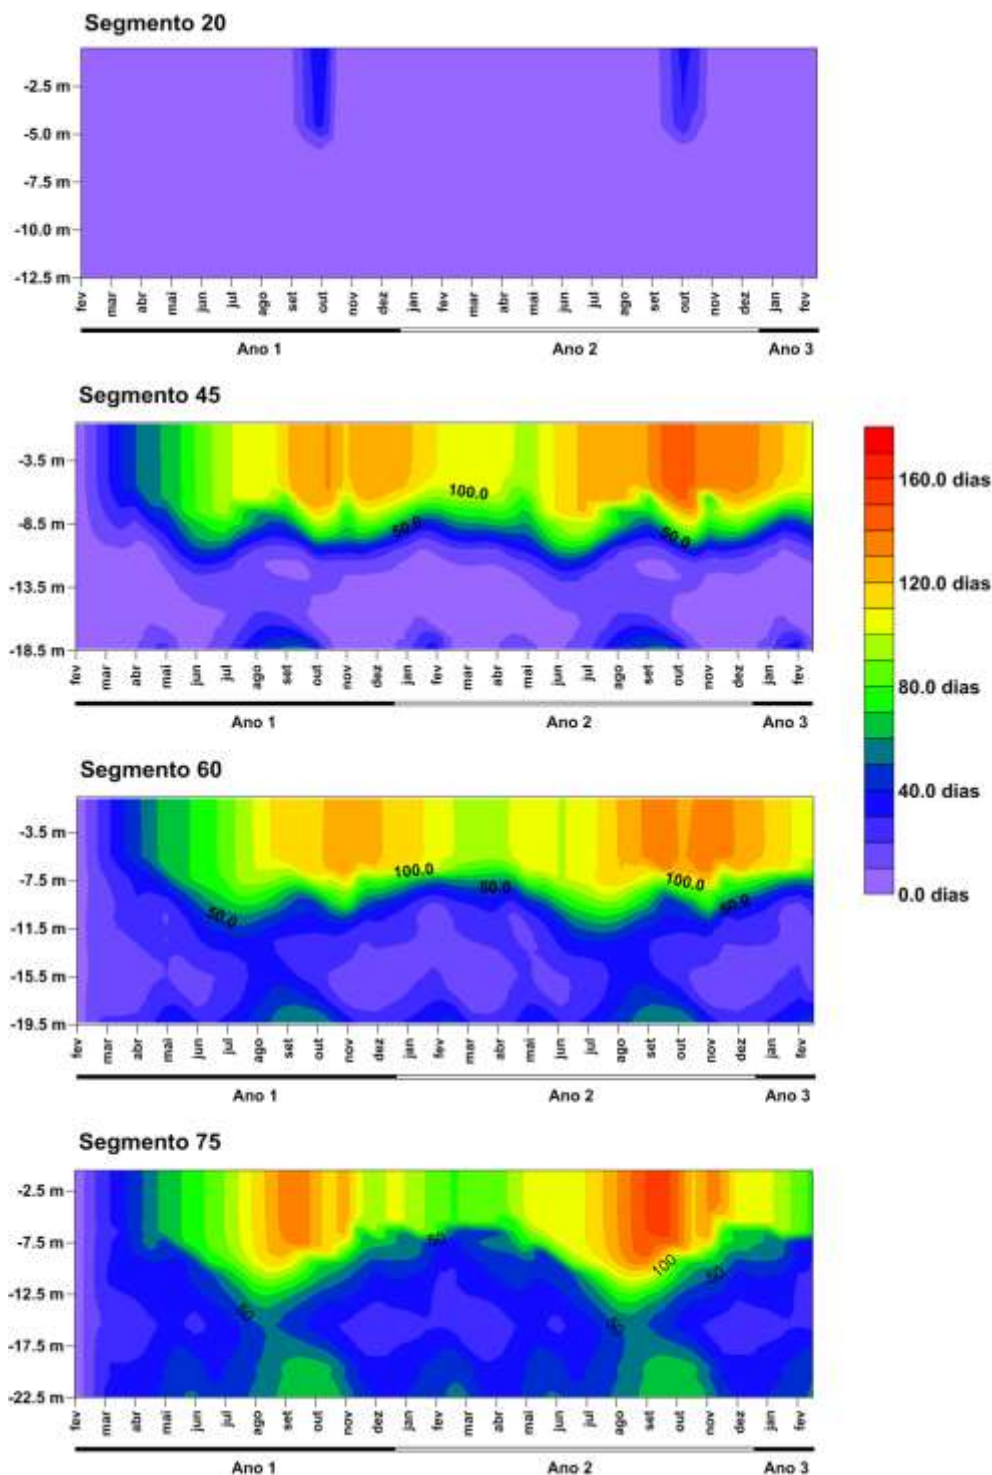 Segmento 20
-2.5 m
-5.0 m
-7.5 m
-10.0 m
-12.5 m
fev mar abr mai jun jul ago set out nov dez jan fev mar abr mai jun jul ago set out nov dez jan fev
Ano 1 Ano 2 Ano 3
Segmento 45
-3.5 m
-8.5 m
-13.5 m
-18.5 m
100.0
50.0
50.0
fev mar abr mai jun jul ago set out nov dez jan fev mar abr mai jun jul ago set out nov dez jan fev
Ano 1 Ano 2 Ano 3
160.0 dias
120.0 dias
80.0 dias
40.0 dias
0.0 dias
Segmento 60
-3.5 m
-7.5 m
-11.5 m
-15.5 m
-19.5 m
100.0
50.0
50.0
100.0
50.0
fev mar abr mai jun jul ago set out nov dez jan fev mar abr mai jun jul ago set out nov dez jan fev
Ano 1 Ano 2 Ano 3
Segmento 75
-2.5 m
-7.5 m
-12.5 m
-17.5 m
-22.5 m
50
100
50
50
50
fev mar abr mai jun jul ago set out nov dez jan fev mar abr mai jun jul ago set out nov dez jan fev
Ano 1 Ano 2 Ano 3